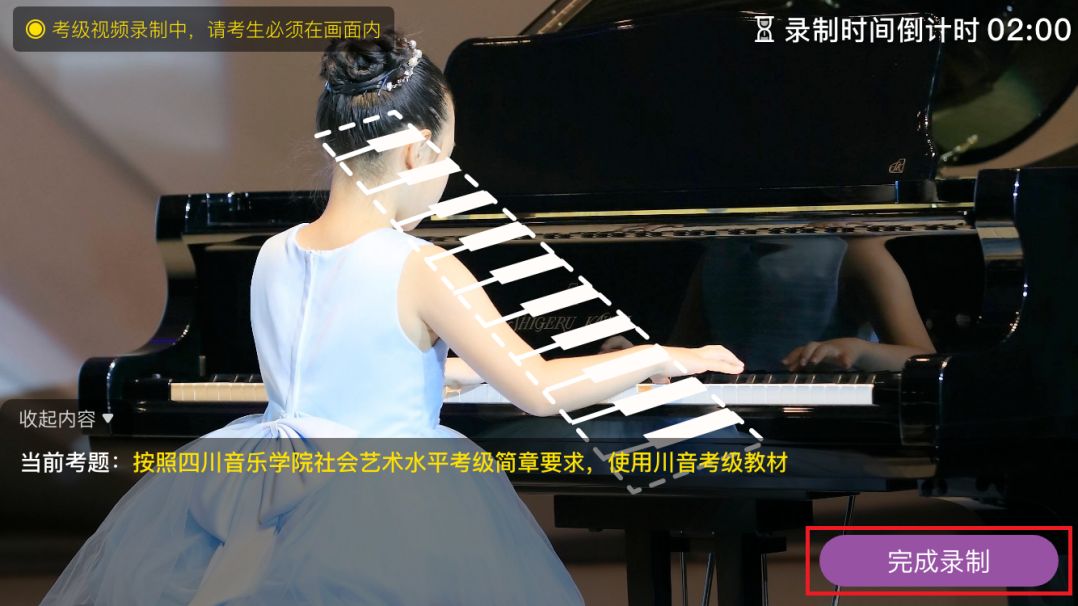 考级视频录制中，请考生必须在画面内
录制时间倒计时 02:00
SHIGERU
收起内容
当前考题：按照四川音乐学院社会艺术水平考级简章要求，使用川音考级教材
完成录制